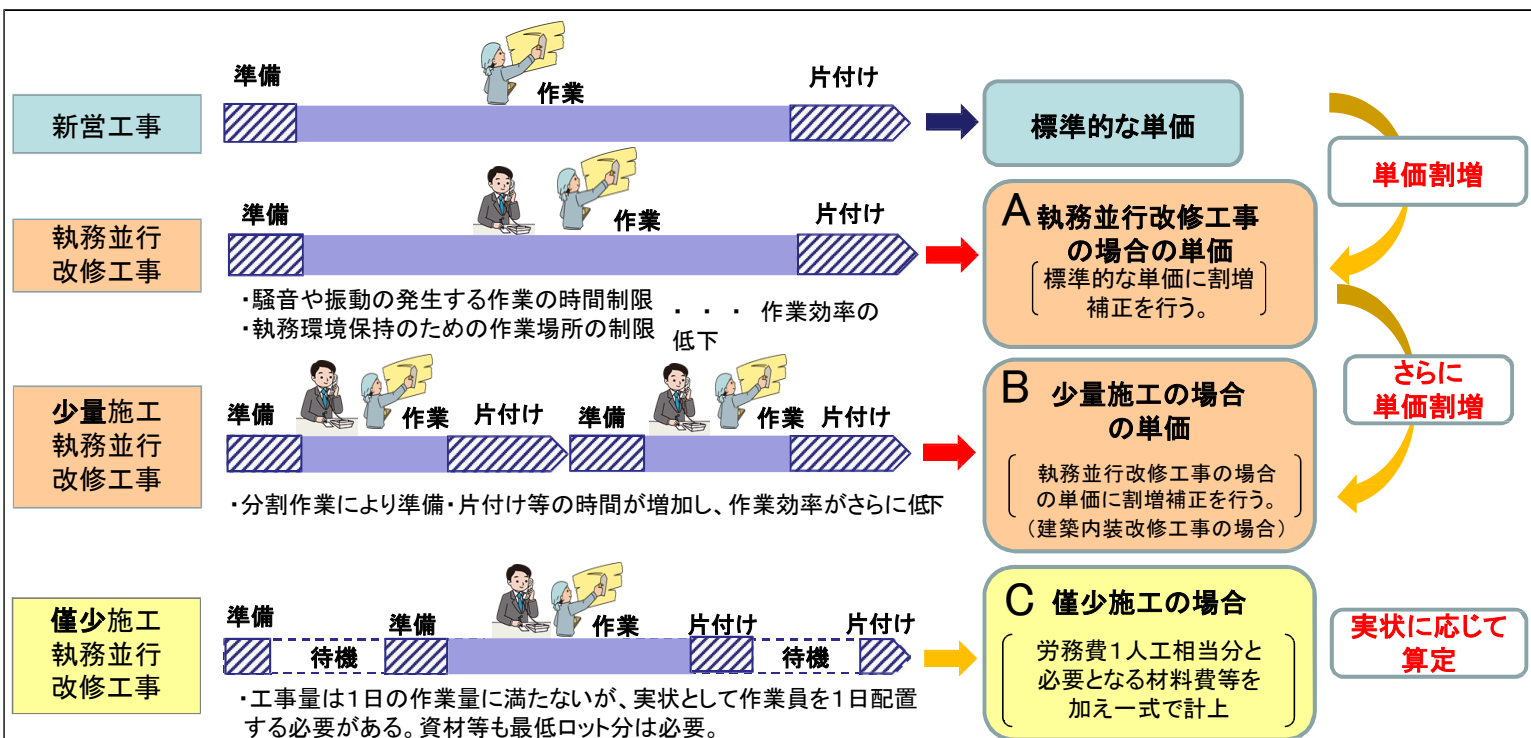 新営工事
準備
作業
片付け
標準的な単価
単価割増
執務並行
改修工事
準備
作業
片付け
・騒音や振動の発生する作業の時間制限
・執務環境保持のための作業場所の制限
・ ・ ・ 作業効率の
低下
A 執務並行改修工事
の場合の単価
標準的な単価に割増
補正を行う。
さらに
単価割増
少量施工
執務並行
改修工事
準備
作業
片付け
準備
作業
片付け
・分割作業により準備・片付け等の時間が増加し、作業効率がさらに低下
B 少量施工の場合
の単価
執務並行改修工事の場合
の単価に割増補正を行う。
(建築内装改修工事の場合)
僅少施工
執務並行
改修工事
準備
待機
準備
作業
片付け
待機
片付け
・工事量は1日の作業量に満たないが、実状として作業員を1日配置
する必要がある。資材等も最低ロット分は必要。
C 僅少施工の場合
労務費1人工相当分と
必要となる材料費等を
加え一式で計上
実状に応じて
算定